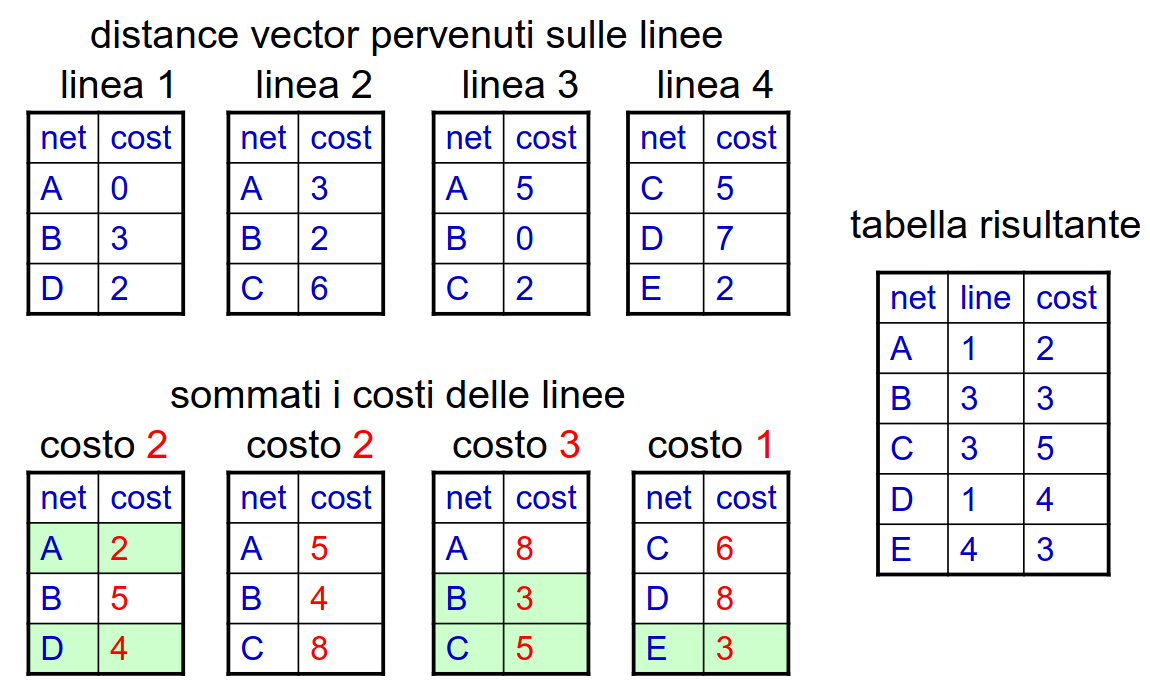 distance vector pervenuti sulle linee
linea 1
net cost
A 0
B 3
D 2
linea 2
net cost
A 3
B 2
C 6
linea 3
net cost
A 5
B 0
C 2
linea 4
net cost
C 5
D 7
E 2
sommati i costi delle linee
costo 2
net cost
A 2
B 5
D 4
costo 2
net cost
A 5
B 4
C 8
costo 3
net cost
A 8
B 3
C 5
costo 1
net cost
C 6
D 8
E 3
tabella risultante
net line cost
A 1 2
B 3 3
C 3 5
D 1 4
E 4 3